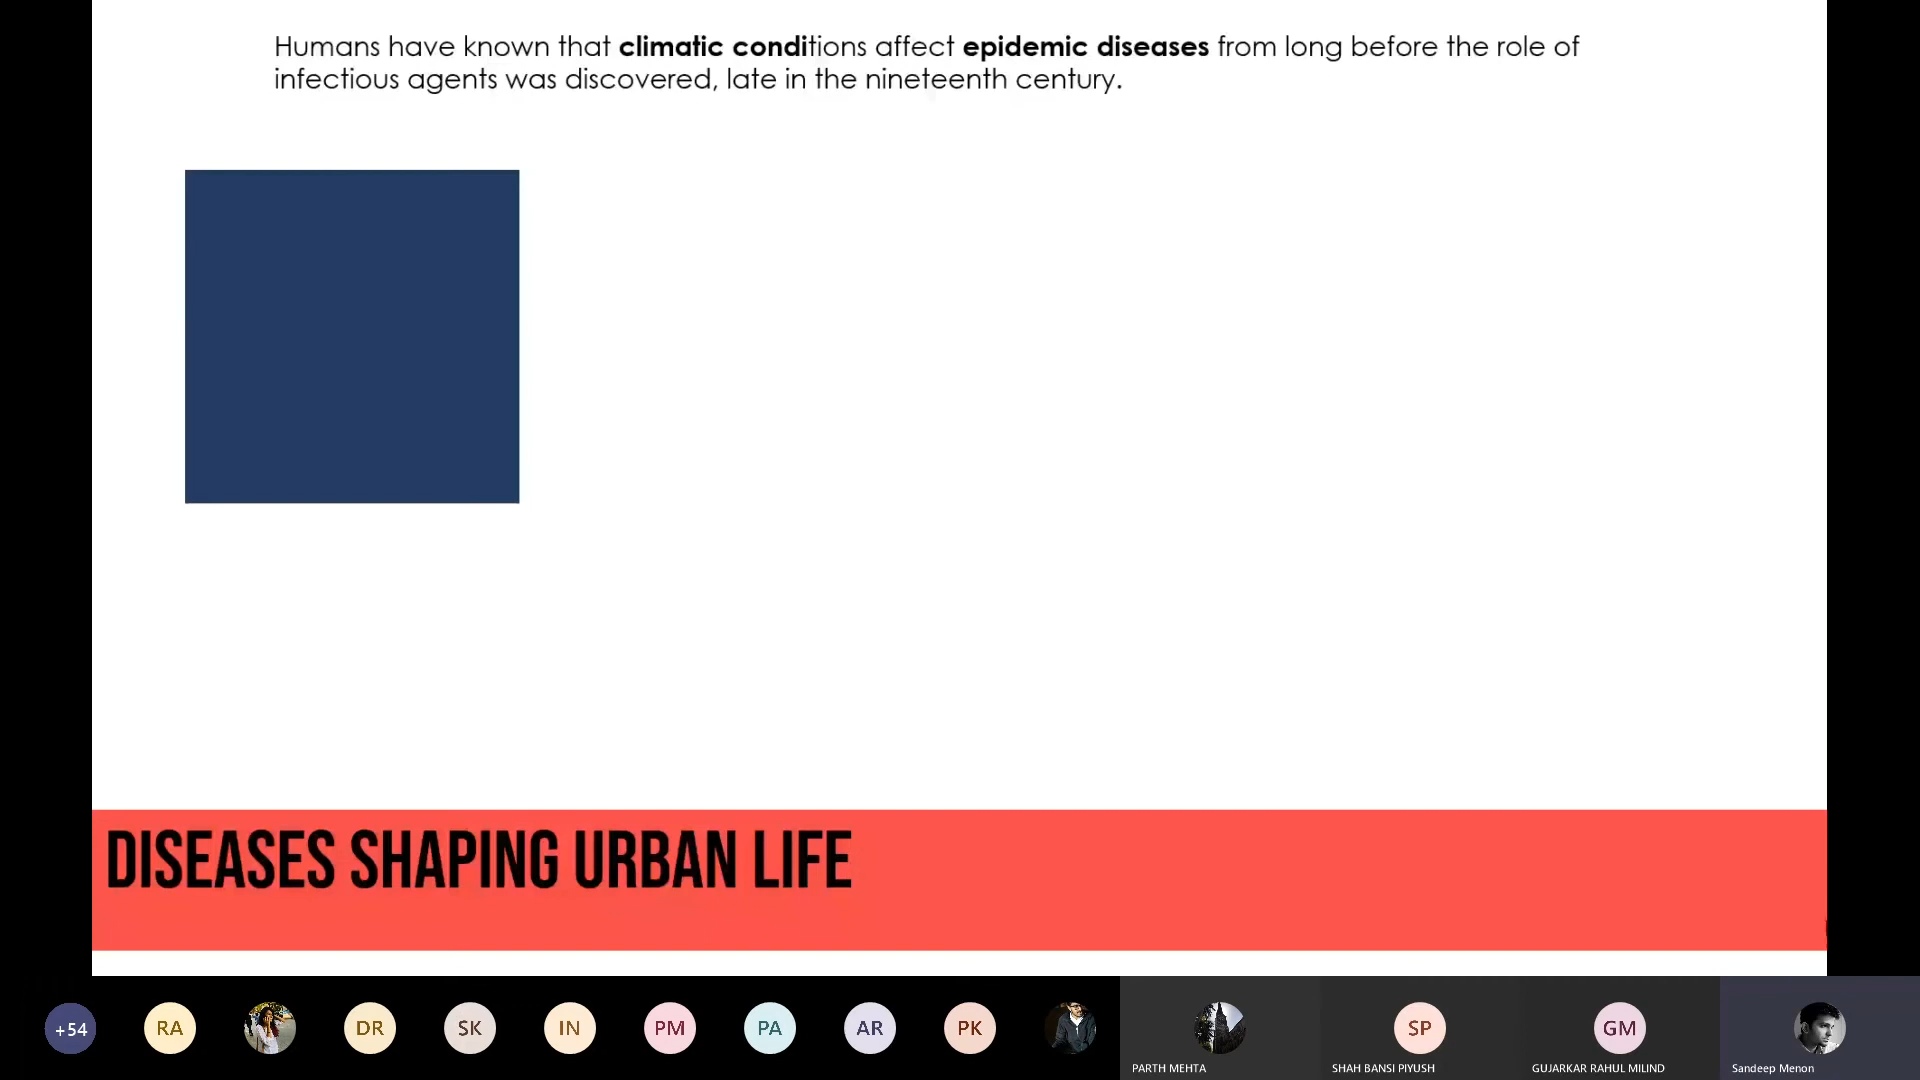 Humans have known that climatic conditions affect epidemic diseases from long before the role of
infectious agents was discovered, late in the nineteenth century.
DISEASES SHAPING URBAN LIFE
+54
RA
DR
SK
IN
PM
PA
AR
PK
SP
GM
PARTH MEHTA
SHAH BANSI PIYUSH
GUJARKAR RAHUL MILIND
Sandeep Menon